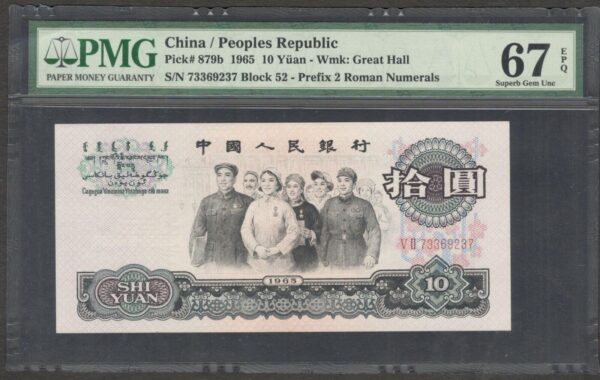 PMG
PAPER MONEY GUARANTY
China / Peoples Republic
Pick# 879b 1965 10 Yüan - Wmk: Great Hall
S/N 73369237 Block 52 - Prefix 2 Roman Numerals
67 EPQ
Superb Gem Unc
中國人民銀行
拾圓
VII 73369237
1965
SHI
YUAN
10